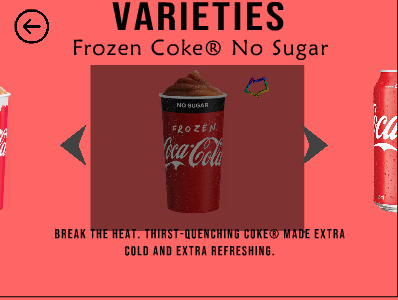 VARIETIES
Frozen Coke® No Sugar
NO SUGAR
FROZEN
Coca-Cola
BREAK THE HEAT. THIRST-QUENCHING COKE® MADE EXTRA
COLD AND EXTRA REFRESHING.